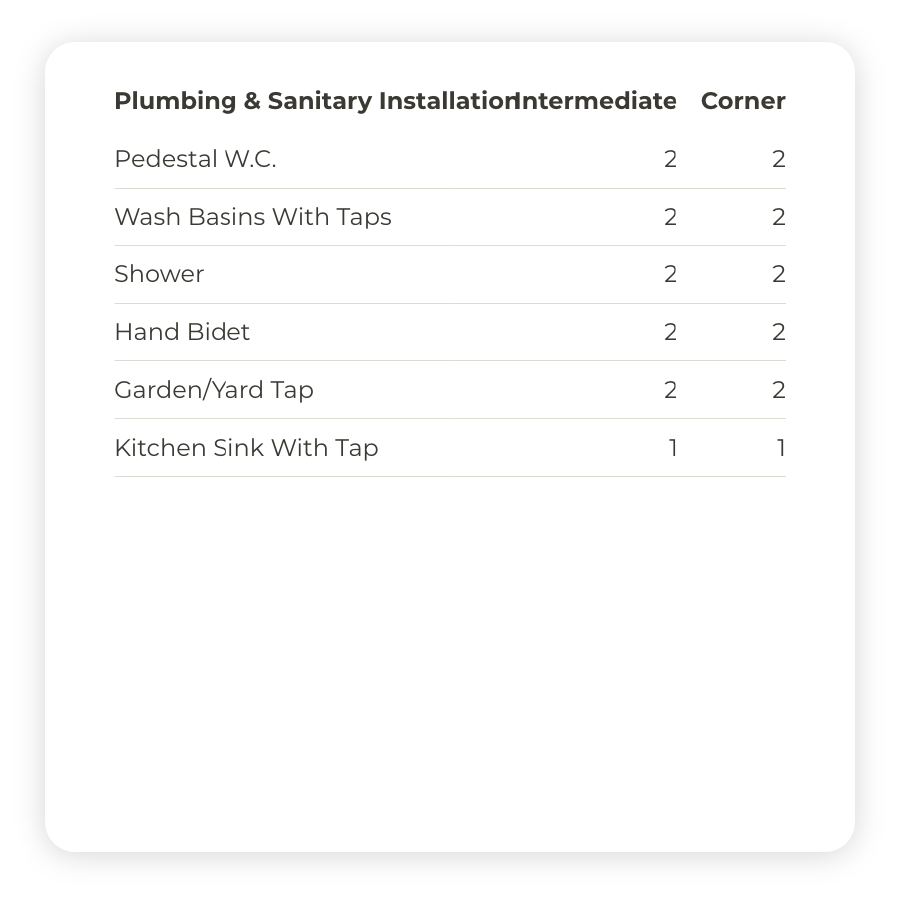 Plumbing & Sanitary Installation Intermediate Corner
Pedestal W.C. 2 2
Wash Basins With Taps 2 2
Shower 2 2
Hand Bidet 2 2
Garden/Yard Tap 2 2
Kitchen Sink With Tap 1 1